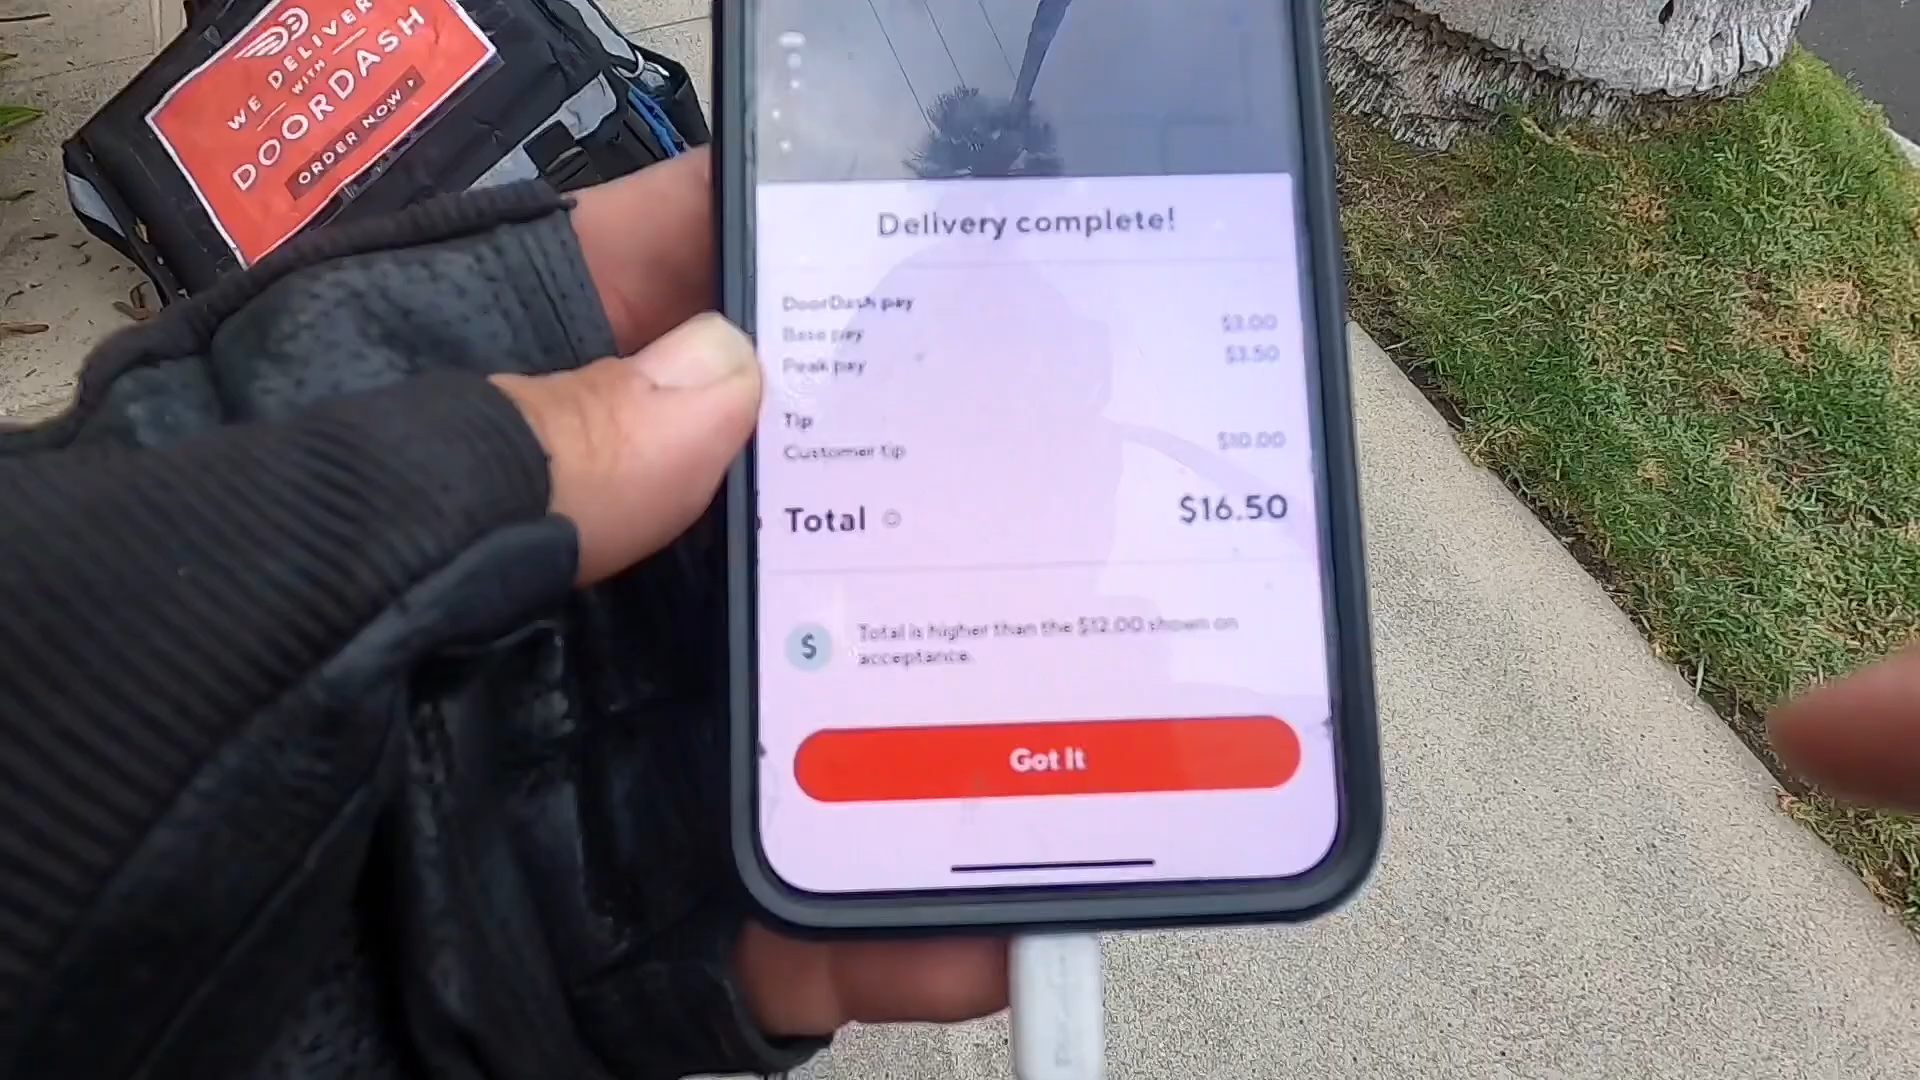 WE DELIVER
WITH
DOORDASH
ORDER NOW
Delivery complete!
DoorDash pay
Base pay $3.00
Peak pay $3.50
Tip
Customer tip $10.00
Total $16.50
$ Total is higher than the $12.00 shown on
acceptance.
Got It